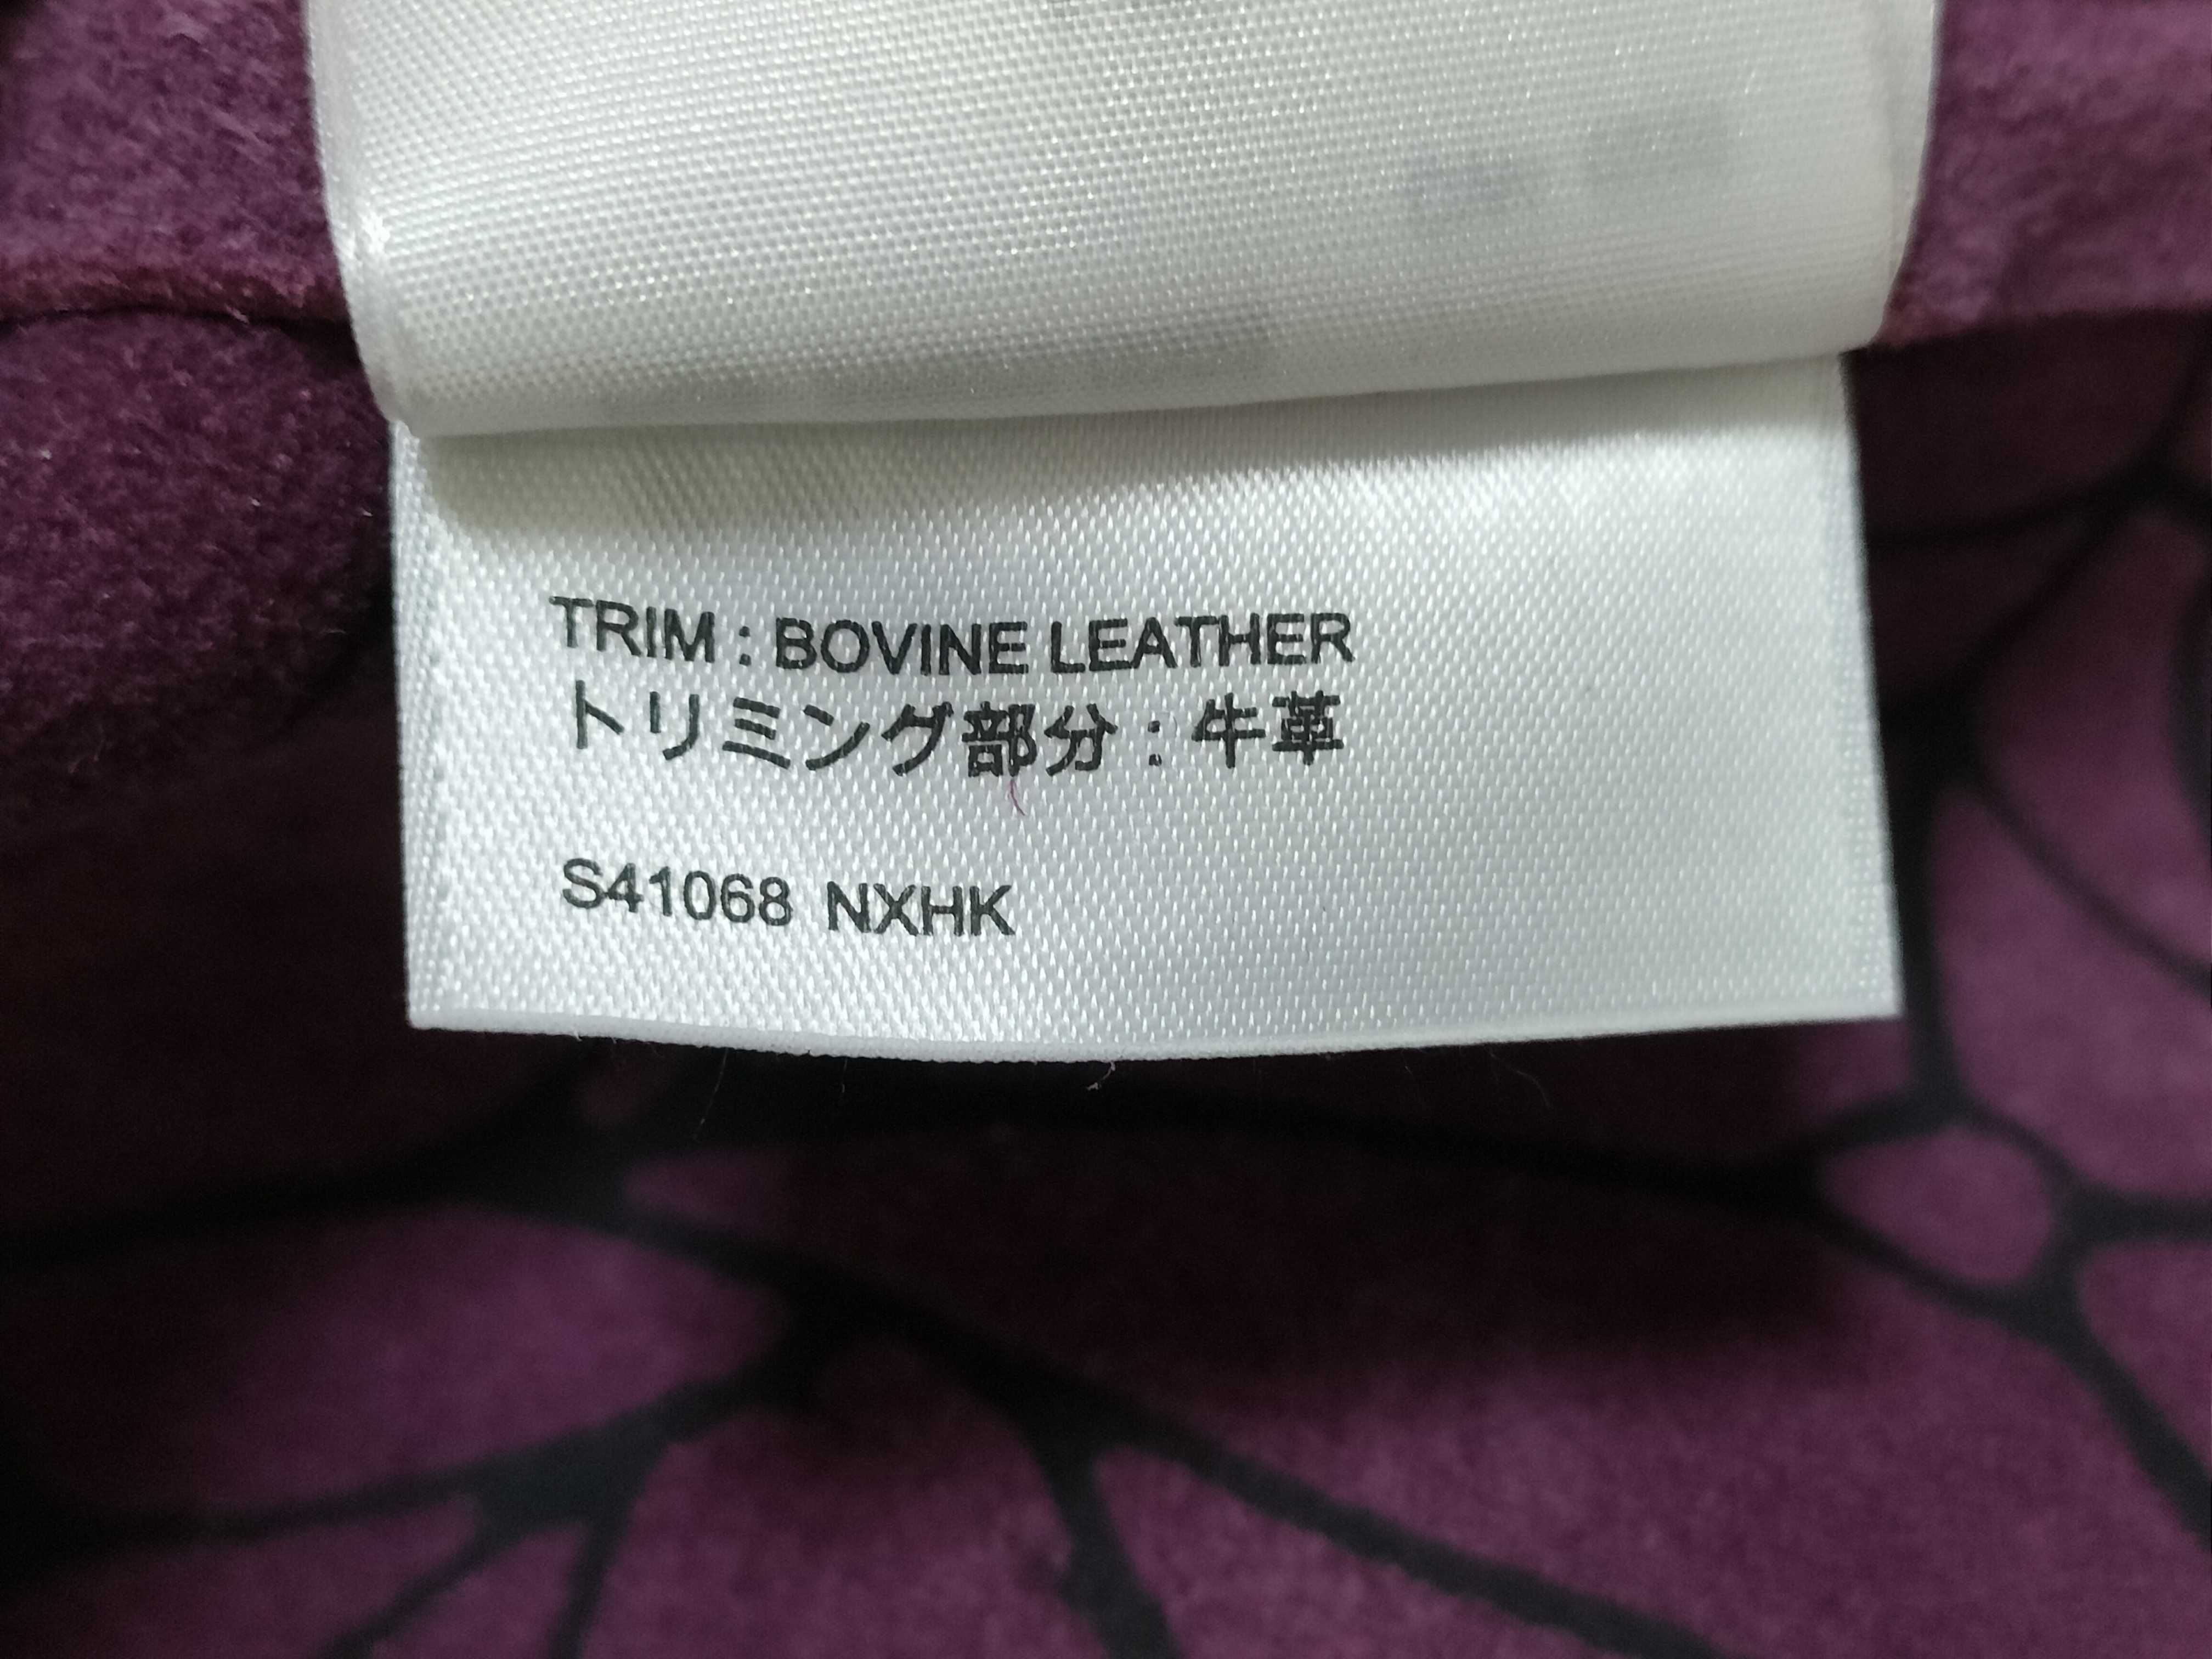 TRIM : BOVINE LEATHER
トリミング部分 : 牛革
S41068 NXHK